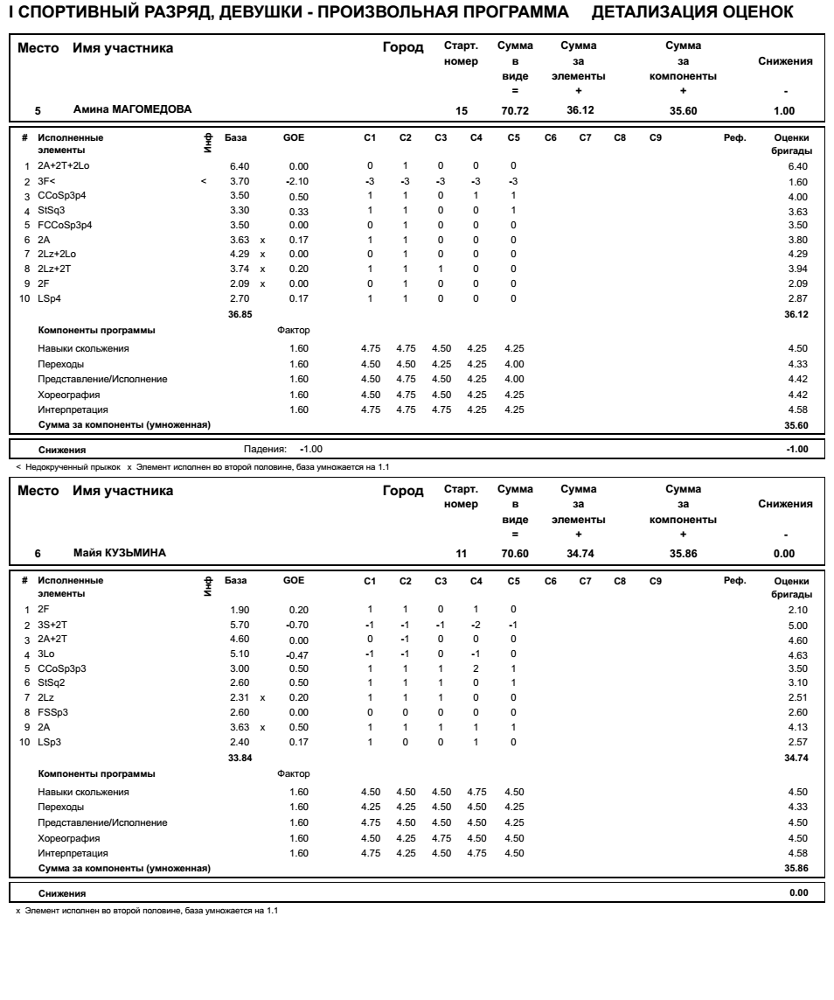 I СПОРТИВНЫЙ РАЗРЯД, ДЕВУШКИ - ПРОИЗВОЛЬНАЯ ПРОГРАММА ДЕТАЛИЗАЦИЯ ОЦЕНОК
Место Имя участника Город Старт. Сумма Сумма Сумма
номер в за за Снижения
виде элементы компоненты
= + + -
5 Амина МАГОМЕДОВА 15 70.72 36.12 35.60 1.00
# Исполненные Инф База GOE C1 C2 C3 C4 C5 C6 C7 C8 C9 Реф. Оценки
элементы бригады
1 2A+2T+2Lo 6.40 0.00 0 1 0 0 0 6.40
2 3F< < 3.70 -2.10 -3 -3 -3 -3 -3 1.60
3 CCoSp3p4 3.50 0.50 1 1 0 1 1 4.00
4 StSq3 3.30 0.33 1 1 0 0 1 3.63
5 FCCoSp3p4 3.50 0.00 0 1 0 0 0 3.50
6 2A 3.63 x 0.17 1 1 0 0 0 3.80
7 2Lz+2Lo 4.29 x 0.00 0 1 0 0 0 4.29
8 2Lz+2T 3.74 x 0.20 1 1 1 0 0 3.94
9 2F 2.09 x 0.00 0 1 0 0 0 2.09
10 LSp4 2.70 0.17 1 1 0 0 0 2.87
36.85 36.12
Компоненты программы Фактор
Навыки скольжения 1.60 4.75 4.75 4.50 4.25 4.25 4.50
Переходы 1.60 4.50 4.50 4.25 4.25 4.00 4.33
Представление/Исполнение 1.60 4.50 4.75 4.50 4.25 4.00 4.42
Хореография 1.60 4.50 4.75 4.50 4.25 4.25 4.42
Интерпретация 1.60 4.75 4.75 4.75 4.25 4.25 4.58
Сумма за компоненты (умноженная) 35.60
Снижения Падения: -1.00 -1.00
< Недокрученный прыжок x Элемент исполнен во второй половине, база умножается на 1.1
Место Имя участника Город Старт. Сумма Сумма Сумма
номер в за за Снижения
виде элементы компоненты
= + + -
6 Майя КУЗЬМИНА 11 70.60 34.74 35.86 0.00
# Исполненные Инф База GOE C1 C2 C3 C4 C5 C6 C7 C8 C9 Реф. Оценки
элементы бригады
1 2F 1.90 0.20 1 1 0 1 0 2.10
2 3S+2T 5.70 -0.70 -1 -1 -1 -2 -1 5.00
3 2A+2T 4.60 0.00 0 -1 0 0 0 4.60
4 3Lo 5.10 -0.47 -1 -1 0 -1 0 4.63
5 CCoSp3p3 3.00 0.50 1 1 1 2 1 3.50
6 StSq2 2.60 0.50 1 1 1 0 1 3.10
7 2Lz 2.31 x 0.20 1 1 1 0 0 2.51
8 FSSp3 2.60 0.00 0 0 0 0 0 2.60
9 2A 3.63 x 0.50 1 1 1 1 1 4.13
10 LSp3 2.40 0.17 1 0 0 1 0 2.57
33.84 34.74
Компоненты программы Фактор
Навыки скольжения 1.60 4.50 4.50 4.50 4.75 4.50 4.50
Переходы 1.60 4.25 4.25 4.50 4.50 4.25 4.33
Представление/Исполнение 1.60 4.75 4.50 4.50 4.50 4.25 4.50
Хореография 1.60 4.50 4.25 4.75 4.50 4.50 4.50
Интерпретация 1.60 4.75 4.25 4.50 4.75 4.50 4.58
Сумма за компоненты (умноженная) 35.86
Снижения 0.00
x Элемент исполнен во второй половине, база умножается на 1.1